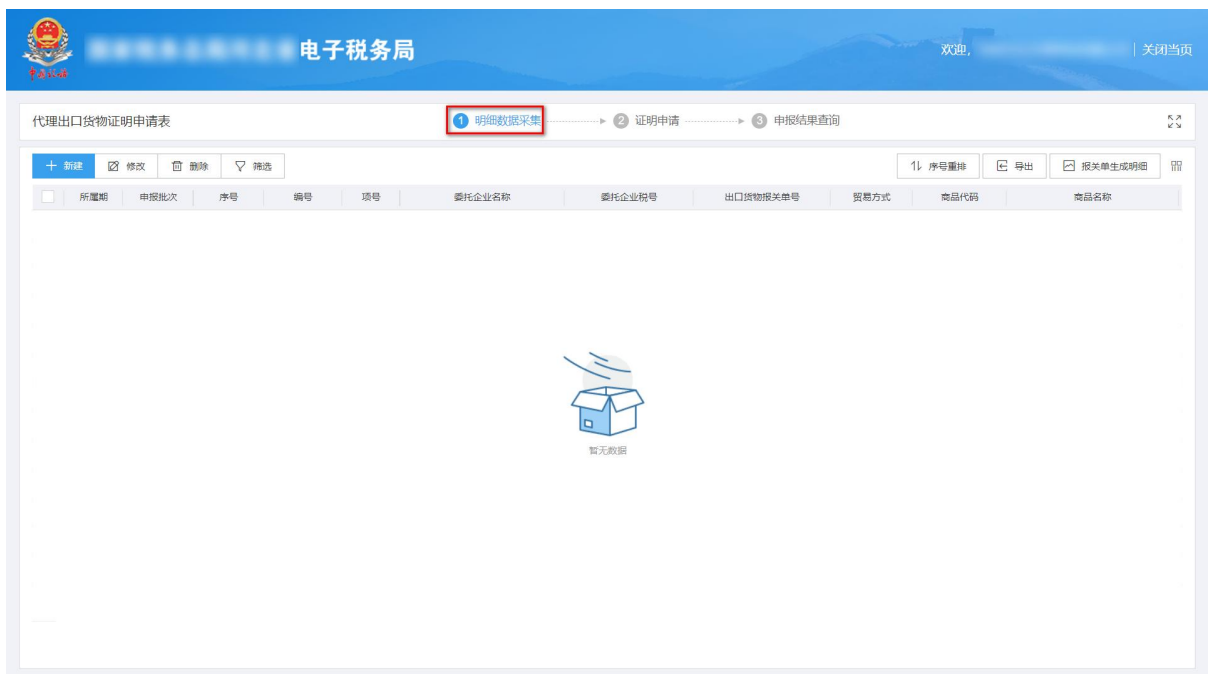 电子税务局
欢迎, | 关闭当页
中国税务
代理出口货物证明申请表 1 明细数据采集 2 证明申请 3 申报结果查询
新建 修改 删除 筛选 序号重排 导出 报关单生成明细
所属期 申报批次 序号 编号 项号 委托企业名称 委托企业税号 出口货物报关单号 贸易方式 商品代码 商品名称
暂无数据